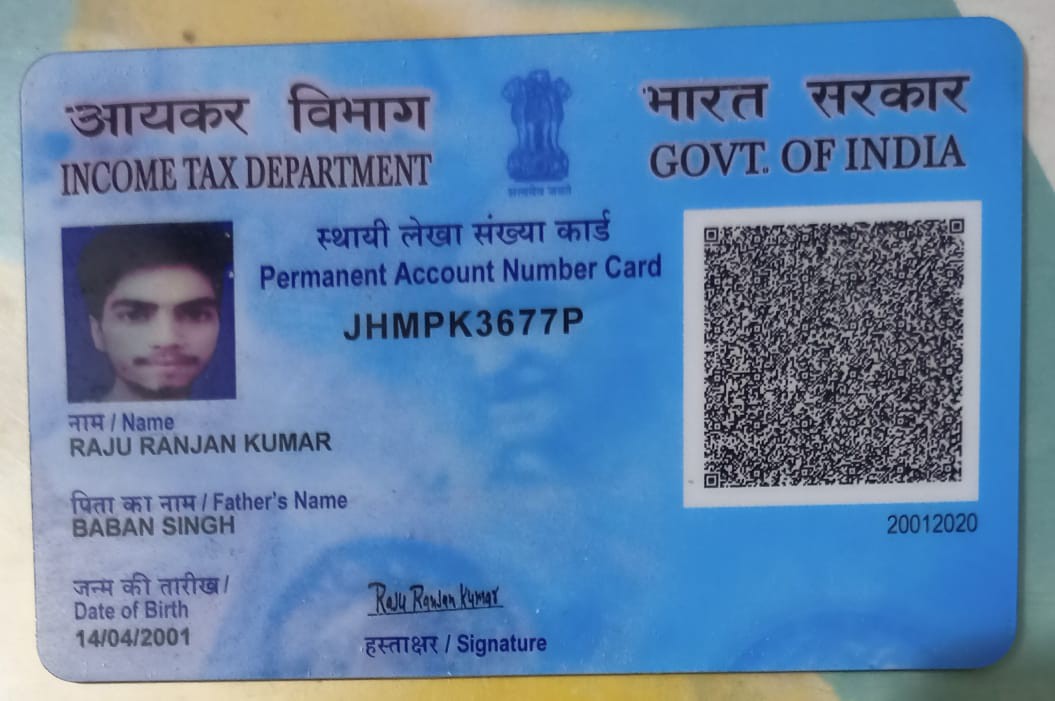 आयकर विभाग
INCOME TAX DEPARTMENT
सत्यमेव जयते
भारत सरकार
GOVT. OF INDIA
स्थायी लेखा संख्या कार्ड
Permanent Account Number Card
JHMPK3677P
नाम / Name
RAJU RANJAN KUMAR
पिता का नाम / Father's Name
BABAN SINGH
जन्म की तारीख /
Date of Birth
14/04/2001
Raju Ranjan Kumar
हस्ताक्षर / Signature
20012020